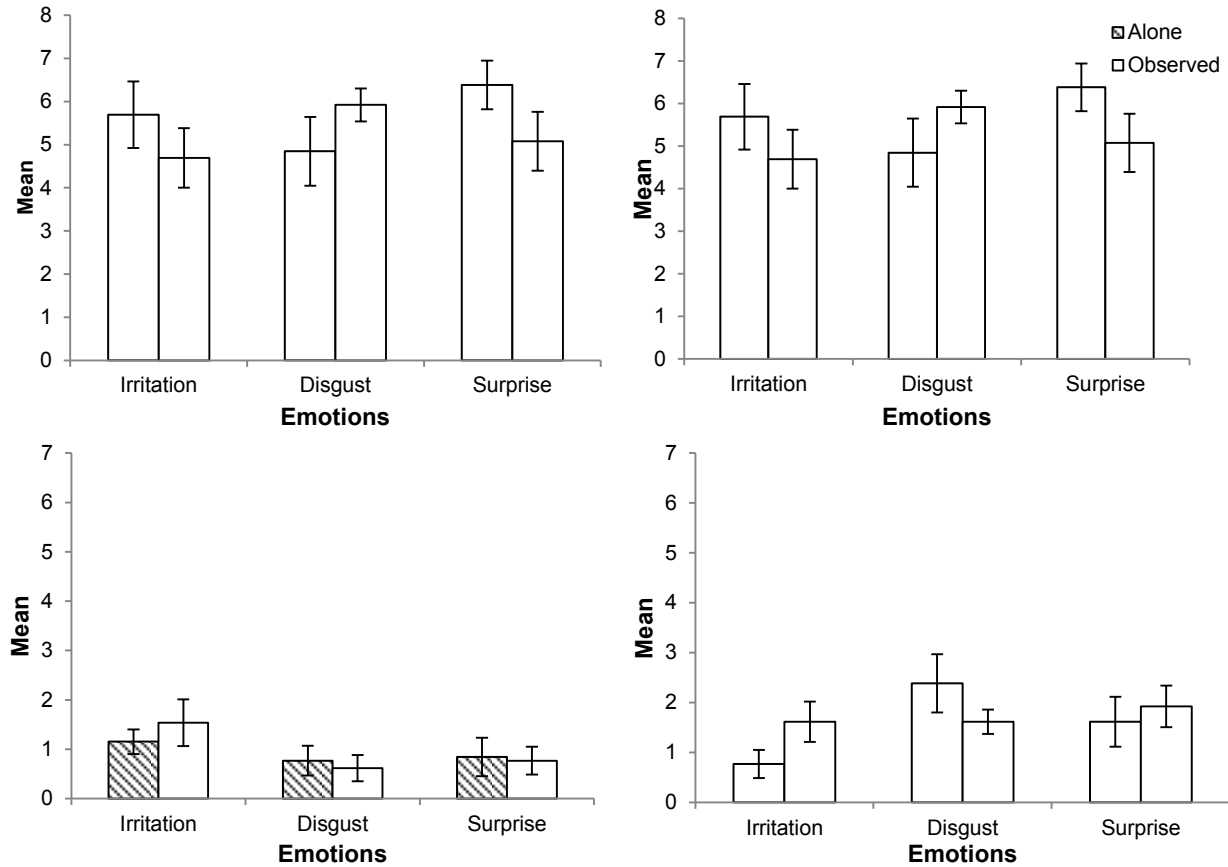 8
7
6
5
4
3
2
1
0
Mean
Irritation Disgust Surprise
Emotions
8
7
6
5
4
3
2
1
0
Mean
Alone
Observed
Irritation Disgust Surprise
Emotions
7
6
5
4
3
2
1
0
Mean
Irritation Disgust Surprise
Emotions
7
6
5
4
3
2
1
0
Mean
Irritation Disgust Surprise
Emotions